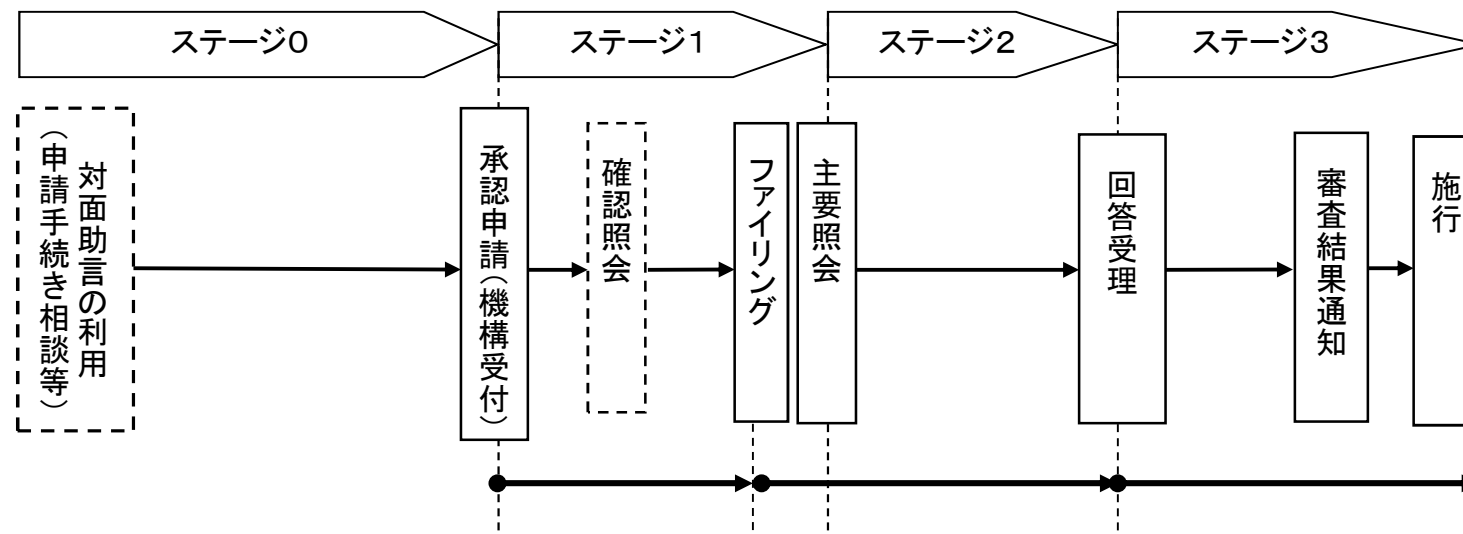 ステージ0
ステージ1
ステージ2
ステージ3
対面助言の利用
（申請手続き相談等）
承認申請（機構受付）
確認照会
ファイリング
主要照会
回答受理
審査結果通知
施行